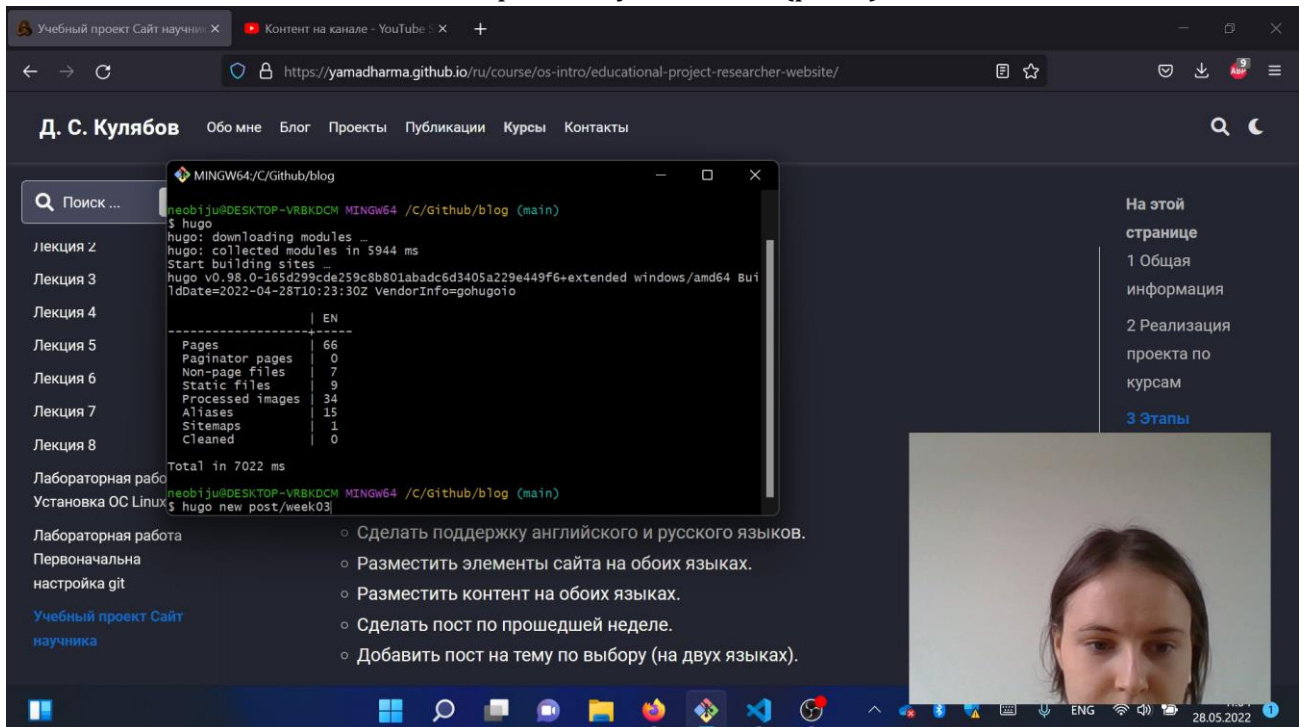 Учебный проект Сайт научни
Контент на канале - YouTube S
https://yamadharma.github.io/ru/course/os-intro/educational-project-researcher-website/
Д. С. Кулябов
Обо мне Блог Проекты Публикации Курсы Контакты
Поиск ...
Лекция 2
Лекция 3
Лекция 4
Лекция 5
Лекция 6
Лекция 7
Лекция 8
Лабораторная рабо
Установка ОС Linux
Лабораторная работа
Первоначальна
настройка git
Учебный проект Сайт
научника
MINGW64:/C/Github/blog
neobiju@DESKTOP-VRBKDCM MINGW64 /C/Github/blog (main)
$ hugo
hugo: downloading modules …
hugo: collected modules in 5944 ms
Start building sites …
hugo v0.98.0-165d299cde259c8b801abadc6d3405a229e449f6+extended windows/amd64 Bui
ldDate=2022-04-28T10:23:30Z VendorInfo=gohugoio
| EN
-------------------+-----
Pages | 66
Paginator pages | 0
Non-page files | 7
Static files | 9
Processed images | 34
Aliases | 15
Sitemaps | 1
Cleaned | 0
Total in 7022 ms
neobiju@DESKTOP-VRBKDCM MINGW64 /C/Github/blog (main)
$ hugo new post/week03
Сделать поддержку английского и русского языков.
Разместить элементы сайта на обоих языках.
Разместить контент на обоих языках.
Сделать пост по прошедшей неделе.
Добавить пост на тему по выбору (на двух языках).
На этой
странице
1 Общая
информация
2 Реализация
проекта по
курсам
3 Этапы
ENG
28.05.2022
1